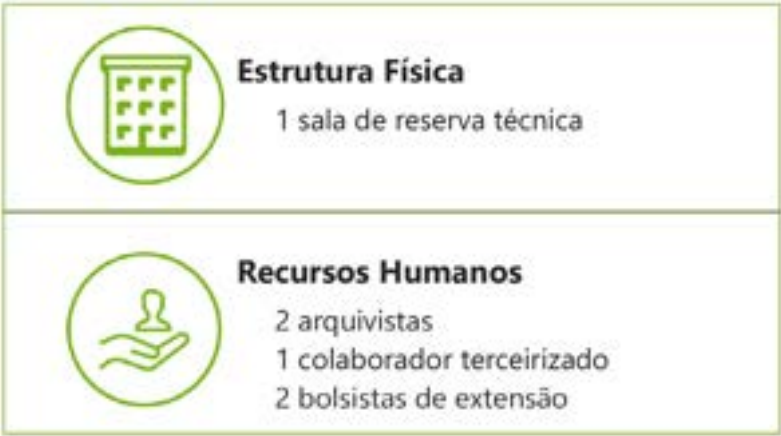 Estrutura Física
1 sala de reserva técnica
Recursos Humanos
2 arquivistas
1 colaborador terceirizado
2 bolsistas de extensão